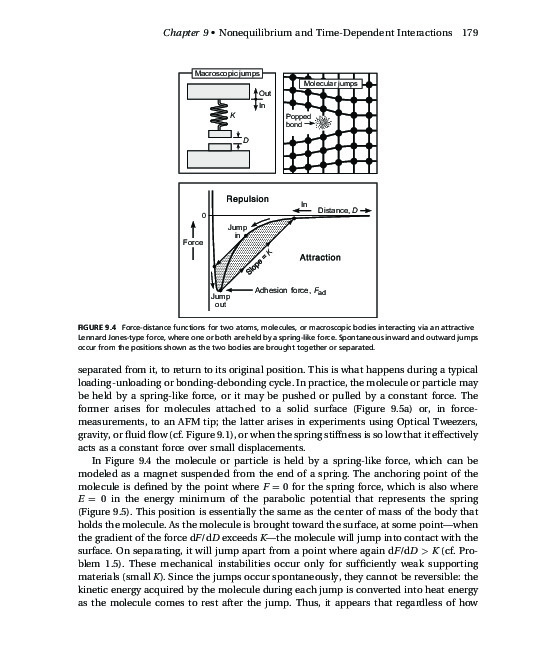 Chapter 9 • Nonequilibrium and Time-Dependent Interactions 179
Macroscopic jumps
Out
In
K
D
Molecular jumps
Popped
bond
Repulsion
In
Distance, D
0
Jump
in
Force
Slope = K
Attraction
Adhesion force, Fad
Jump
out
FIGURE 9.4 Force-distance functions for two atoms, molecules, or macroscopic bodies interacting via an attractive
Lennard Jones-type force, where one or both are held by a spring-like force. Spontaneous inward and outward jumps
occur from the positions shown as the two bodies are brought together or separated.
separated from it, to return to its original position. This is what happens during a typical
loading-unloading or bonding-debonding cycle. In practice, the molecule or particle may
be held by a spring-like force, or it may be pushed or pulled by a constant force. The
former arises for molecules attached to a solid surface (Figure 9.5a) or, in force-
measurements, to an AFM tip; the latter arises in experiments using Optical Tweezers,
gravity, or fluid flow (cf. Figure 9.1), or when the spring stiffness is so low that it effectively
acts as a constant force over small displacements.
In Figure 9.4 the molecule or particle is held by a spring-like force, which can be
modeled as a magnet suspended from the end of a spring. The anchoring point of the
molecule is defined by the point where F = 0 for the spring force, which is also where
E = 0 in the energy minimum of the parabolic potential that represents the spring
(Figure 9.5). This position is essentially the same as the center of mass of the body that
holds the molecule. As the molecule is brought toward the surface, at some point—when
the gradient of the force dF/dD exceeds K—the molecule will jump into contact with the
surface. On separating, it will jump apart from a point where again dF/dD > K (cf. Pro-
blem 1.5). These mechanical instabilities occur only for sufficiently weak supporting
materials (small K). Since the jumps occur spontaneously, they cannot be reversible: the
kinetic energy acquired by the molecule during each jump is converted into heat energy
as the molecule comes to rest after the jump. Thus, it appears that regardless of how